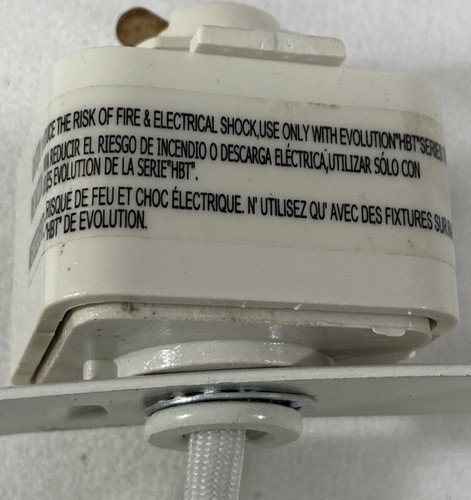 THE RISK OF FIRE & ELECTRICAL SHOCK,USE ONLY WITH EVOLUTION"HBT"SERIES
REDUCIR EL RIESGO DE INCENDIO O DESCARGA ELÉCTRICA,UTILIZAR SÓLO CON
EVOLUTION DE LA SERIE"HBT".
RISQUE DE FEU ET CHOC ÉLECTRIQUE. N' UTILISEZ QU' AVEC DES FIXTURES SUR
"HBT" DE EVOLUTION.